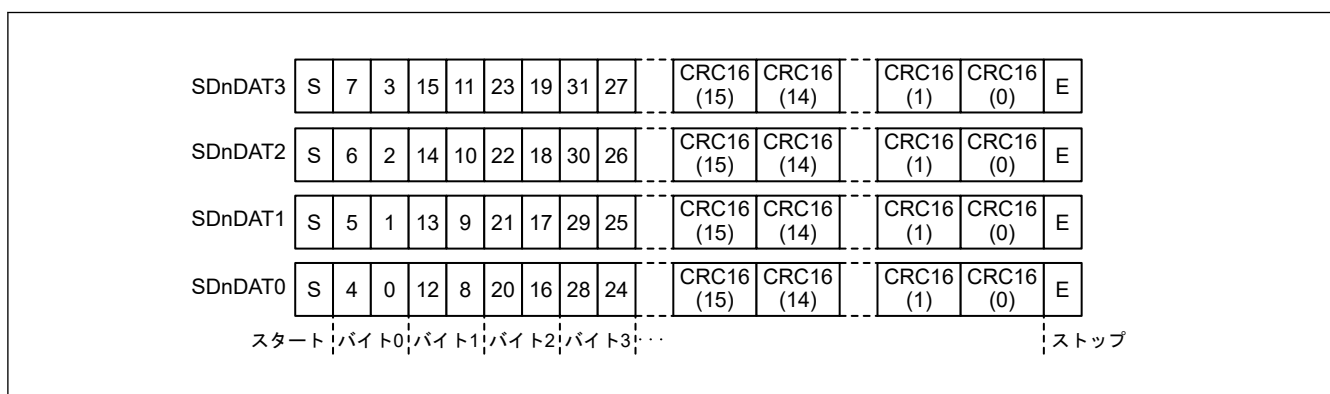 SDnDAT3 S 7 3 15 11 23 19 31 27 CRC16 (15) CRC16 (14) CRC16 (1) CRC16 (0) E
SDnDAT2 S 6 2 14 10 22 18 30 26 CRC16 (15) CRC16 (14) CRC16 (1) CRC16 (0) E
SDnDAT1 S 5 1 13 9 21 17 29 25 CRC16 (15) CRC16 (14) CRC16 (1) CRC16 (0) E
SDnDAT0 S 4 0 12 8 20 16 28 24 CRC16 (15) CRC16 (14) CRC16 (1) CRC16 (0) E
スタート バイト0 バイト1 バイト2 バイト3 ··· ストップ